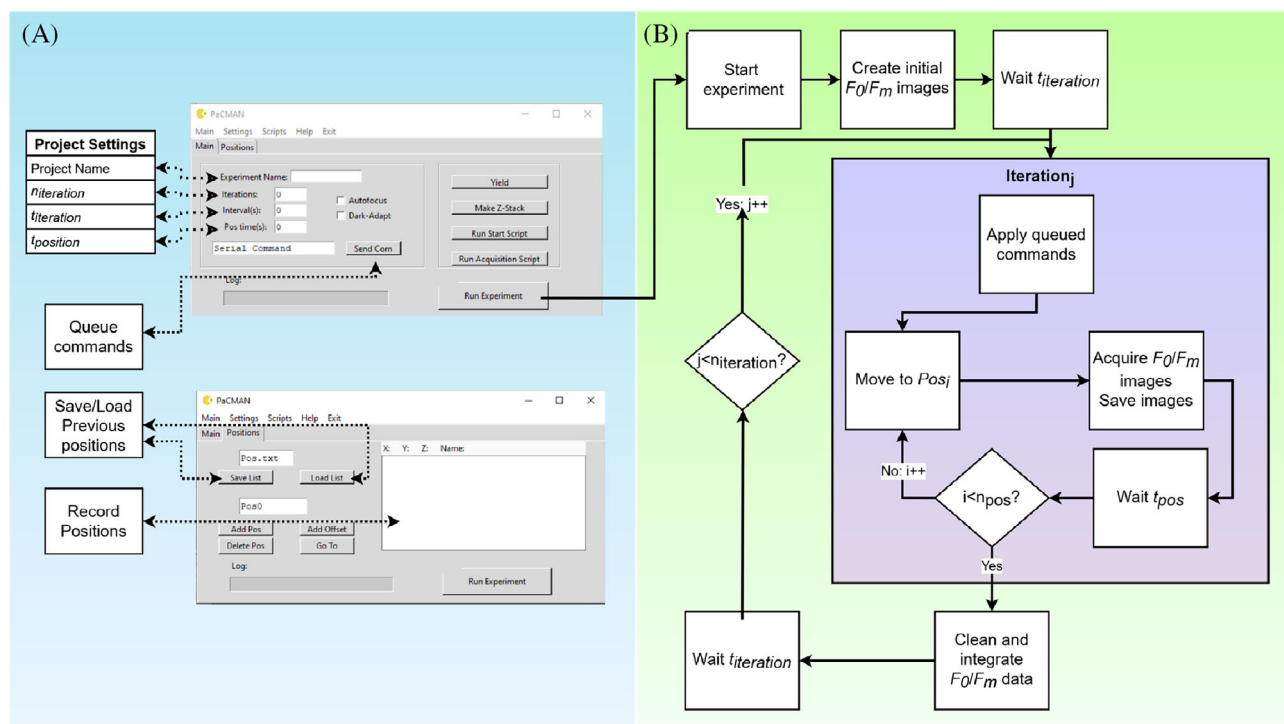 (A)
Project Settings
Project Name
niteration
titeration
tposition
Queue
commands
Save/Load
Previous
positions
Record
Positions
PaCMAN
Main Settings Scripts Help Exit
Main Positions
Experiment Name:
Iterations: 0
Interval(s): 0
Pos time(s): 0
Autofocus
Dark-Adapt
Serial Command
Send Com
Log:
Yield
Make Z-Stack
Run Start Script
Run Acquisition Script
Run Experiment
PaCMAN
Main Settings Scripts Help Exit
Main Positions
Pos.txt
Save List Load List
Pos0
Add Pos Add Offset
Delete Pos Go To
Log:
X: Y: Z: Name:
Run Experiment
(B)
Start
experiment
Create initial
F0/Fm images
Wait titeration
Iterationj
Apply queued
commands
Move to Posi
Acquire F0/Fm
images
Save images
Wait tpos
i<npos?
No: i++
Yes
Clean and
integrate
F0/Fm data
Wait titeration
j<niteration?
Yes: j++